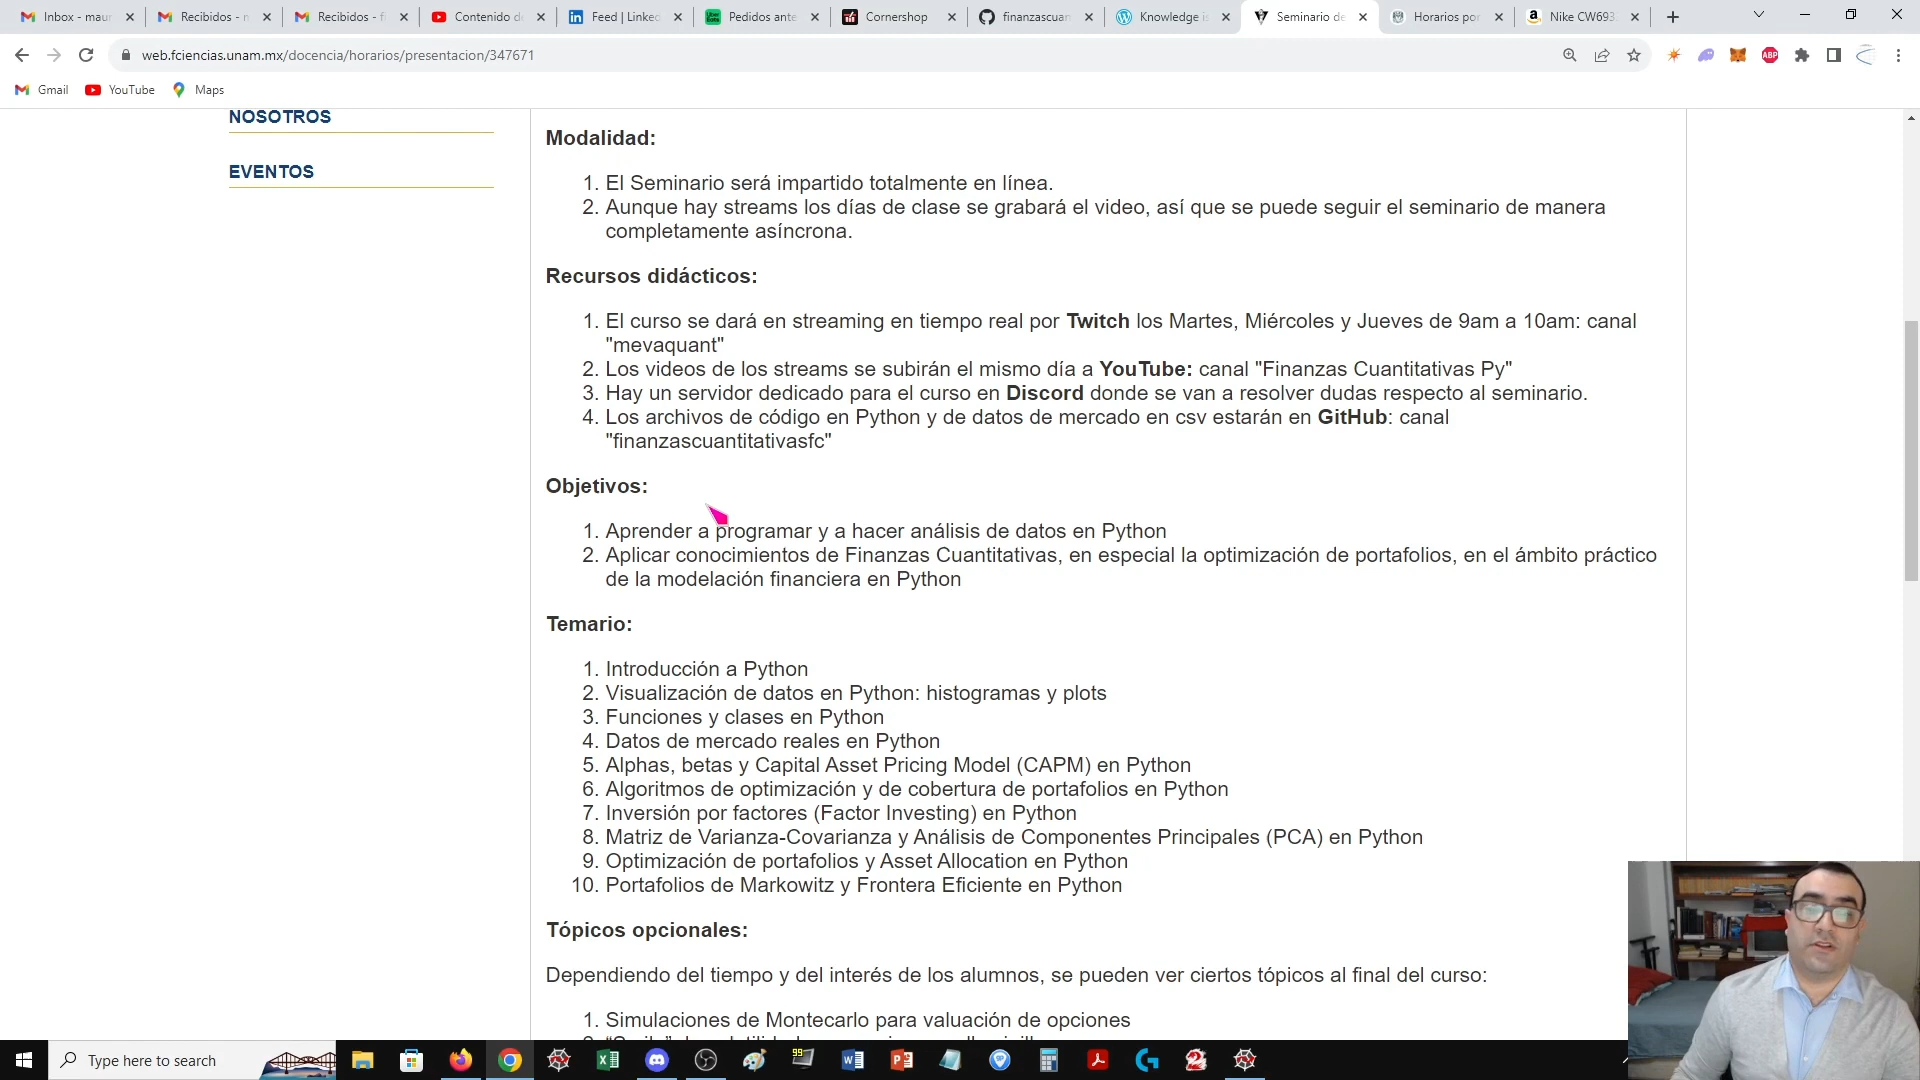 Inbox - maur
Recibidos - m
Recibidos - f
Contenido de
Feed | Linked
Pedidos ante
Cornershop
finanzascuan
Knowledge is
Seminario de
Horarios por
Nike CW693
web.fciencias.unam.mx/docencia/horarios/presentacion/347671
ABP
Gmail
YouTube
Maps
NOSOTROS
EVENTOS
Modalidad:
1. El Seminario será impartido totalmente en línea.
2. Aunque hay streams los días de clase se grabará el video, así que se puede seguir el seminario de manera
completamente asíncrona.
Recursos didácticos:
1. El curso se dará en streaming en tiempo real por Twitch los Martes, Miércoles y Jueves de 9am a 10am: canal
"mevaquant"
2. Los videos de los streams se subirán el mismo día a YouTube: canal "Finanzas Cuantitativas Py"
3. Hay un servidor dedicado para el curso en Discord donde se van a resolver dudas respecto al seminario.
4. Los archivos de código en Python y de datos de mercado en csv estarán en GitHub: canal
"finanzascuantitativasfc"
Objetivos:
1. Aprender a programar y a hacer análisis de datos en Python
2. Aplicar conocimientos de Finanzas Cuantitativas, en especial la optimización de portafolios, en el ámbito práctico
de la modelación financiera en Python
Temario:
1. Introducción a Python
2. Visualización de datos en Python: histogramas y plots
3. Funciones y clases en Python
4. Datos de mercado reales en Python
5. Alphas, betas y Capital Asset Pricing Model (CAPM) en Python
6. Algoritmos de optimización y de cobertura de portafolios en Python
7. Inversión por factores (Factor Investing) en Python
8. Matriz de Varianza-Covarianza y Análisis de Componentes Principales (PCA) en Python
9. Optimización de portafolios y Asset Allocation en Python
10. Portafolios de Markowitz y Frontera Eficiente en Python
Tópicos opcionales:
Dependiendo del tiempo y del interés de los alumnos, se pueden ver ciertos tópicos al final del curso:
1. Simulaciones de Montecarlo para valuación de opciones
Type here to search
99